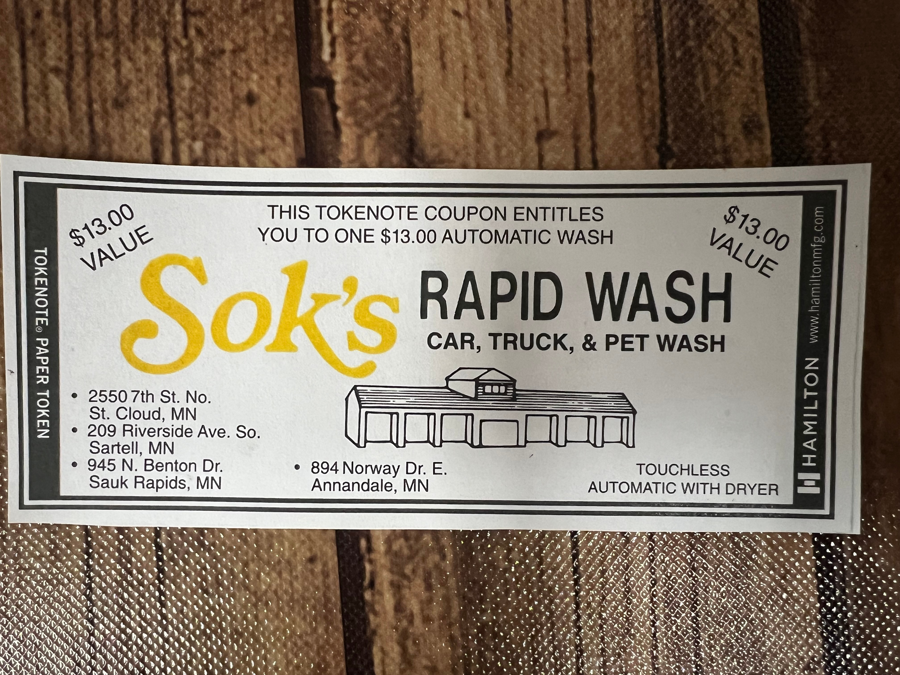 THIS TOKENOTE COUPON ENTITLES
YOU TO ONE $13.00 AUTOMATIC WASH
$13.00
VALUE
$13.00
VALUE
Sok's
RAPID WASH
CAR, TRUCK, & PET WASH
• 2550 7th St. No.
St. Cloud, MN
• 209 Riverside Ave. So.
Sartell, MN
• 945 N. Benton Dr.
Sauk Rapids, MN
• 894 Norway Dr. E.
Annandale, MN
TOUCHLESS
AUTOMATIC WITH DRYER
TOKENOTE® PAPER TOKEN
HAMILTON www.hamiltonmfg.com